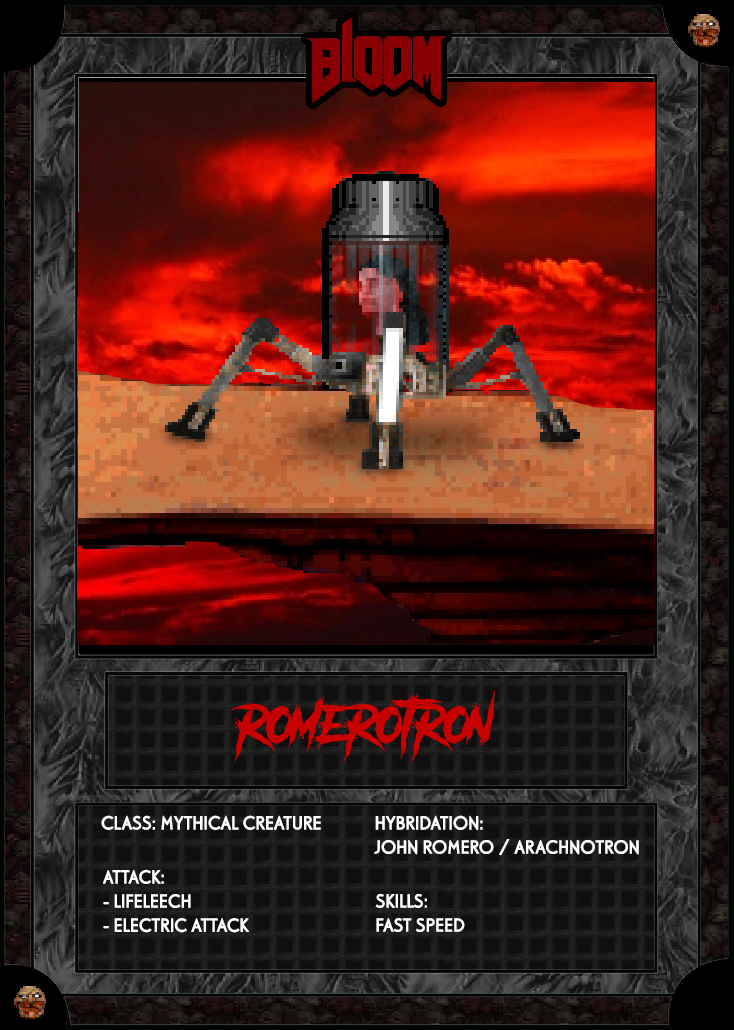 BLOOM
ROMEROTRON
CLASS: MYTHICAL CREATURE
HYBRIDATION:
JOHN ROMERO / ARACHNOTRON
ATTACK:
- LIFELEECH
- ELECTRIC ATTACK
SKILLS:
FAST SPEED